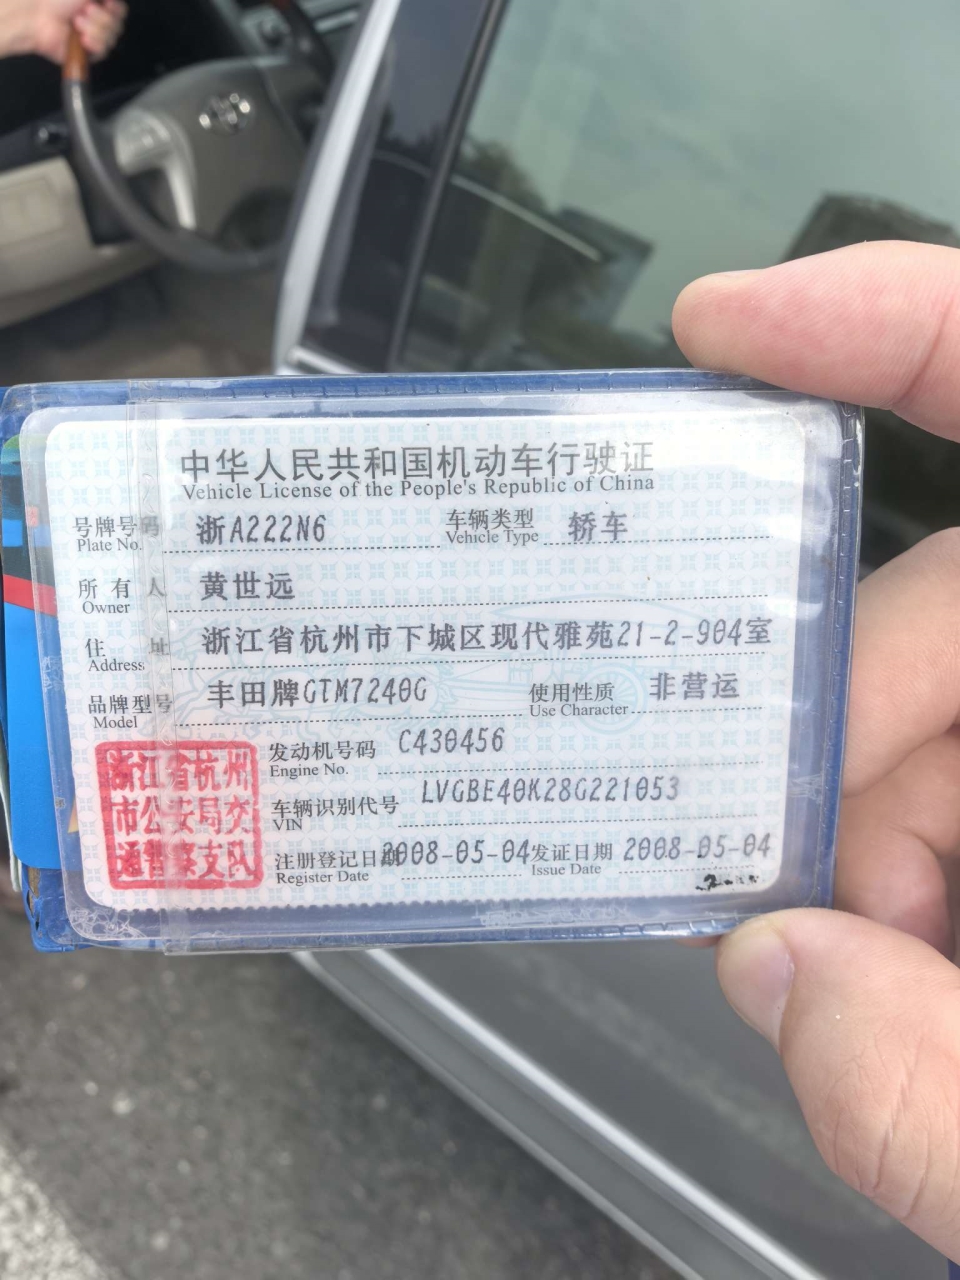 中华人民共和国机动车行驶证
Vehicle License of the People's Republic of China
号牌号码 浙A222N6 车辆类型 轿车
Plate No. Vehicle Type
所有人 黄世远
Owner
住址 浙江省杭州市下城区现代雅苑21-2-904室
Address
品牌型号 丰田牌GTM7240G 使用性质 非营运
Model Use Character
发动机号码 C430456
Engine No.
车辆识别代号 LVGBE40K28G221053
VIN
注册登记日期 2008-05-04 发证日期 2008-05-04
Register Date Issue Date
浙江省杭州
市公安局交
通警察支队